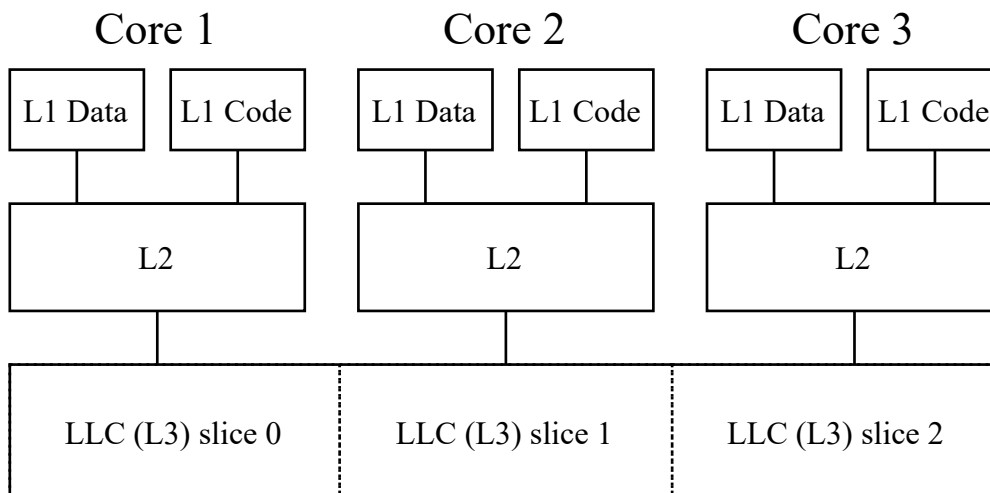 Core 1 Core 2 Core 3
L1 Data L1 Code L1 Data L1 Code L1 Data L1 Code
L2 L2 L2
LLC (L3) slice 0 LLC (L3) slice 1 LLC (L3) slice 2